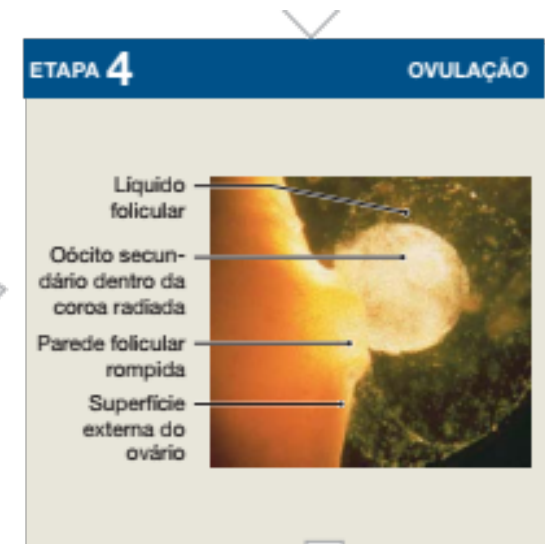 ETAPA 4 OVULAÇÃO
Líquido
folicular
Oócito secun-
dário dentro da
coroa radiada
Parede folicular
rompida
Superfície
externa do
ovário